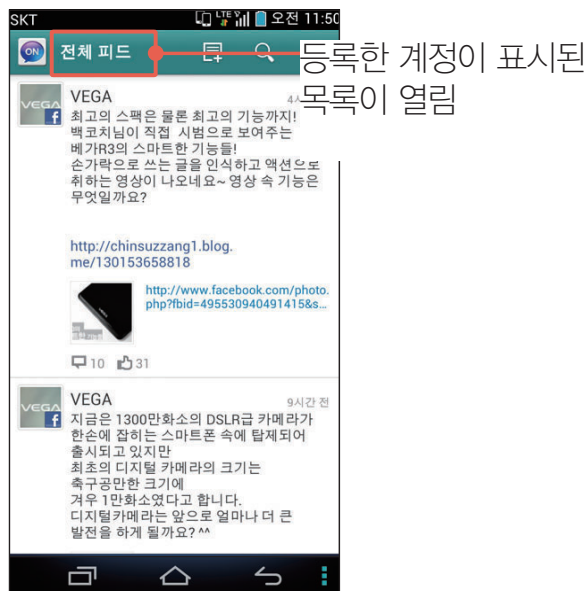 SKT LTE 오전 11:50
ON 전체 피드
등록한 계정이 표시된
목록이 열림
VEGA
최고의 스팩은 물론 최고의 기능까지!
백코치님이 직접 시범으로 보여주는
베가R3의 스마트한 기능들!
손가락으로 쓰는 글을 인식하고 액션으로
취하는 영상이 나오네요~ 영상 속 기능은
무엇일까요?
http://chinsuzzang1.blog.
me/130153658818
http://www.facebook.com/photo.
php?fbid=495530940491415&s...
10 31
VEGA 9시간 전
지금은 1300만화소의 DSLR급 카메라가
한손에 잡히는 스마트폰 속에 탑제되어
출시되고 있지만
최초의 디지털 카메라의 크기는
축구공만한 크기에
겨우 1만화소였다고 합니다.
디지털카메라는 앞으로 얼마나 더 큰
발전을 하게 될까요? ^^